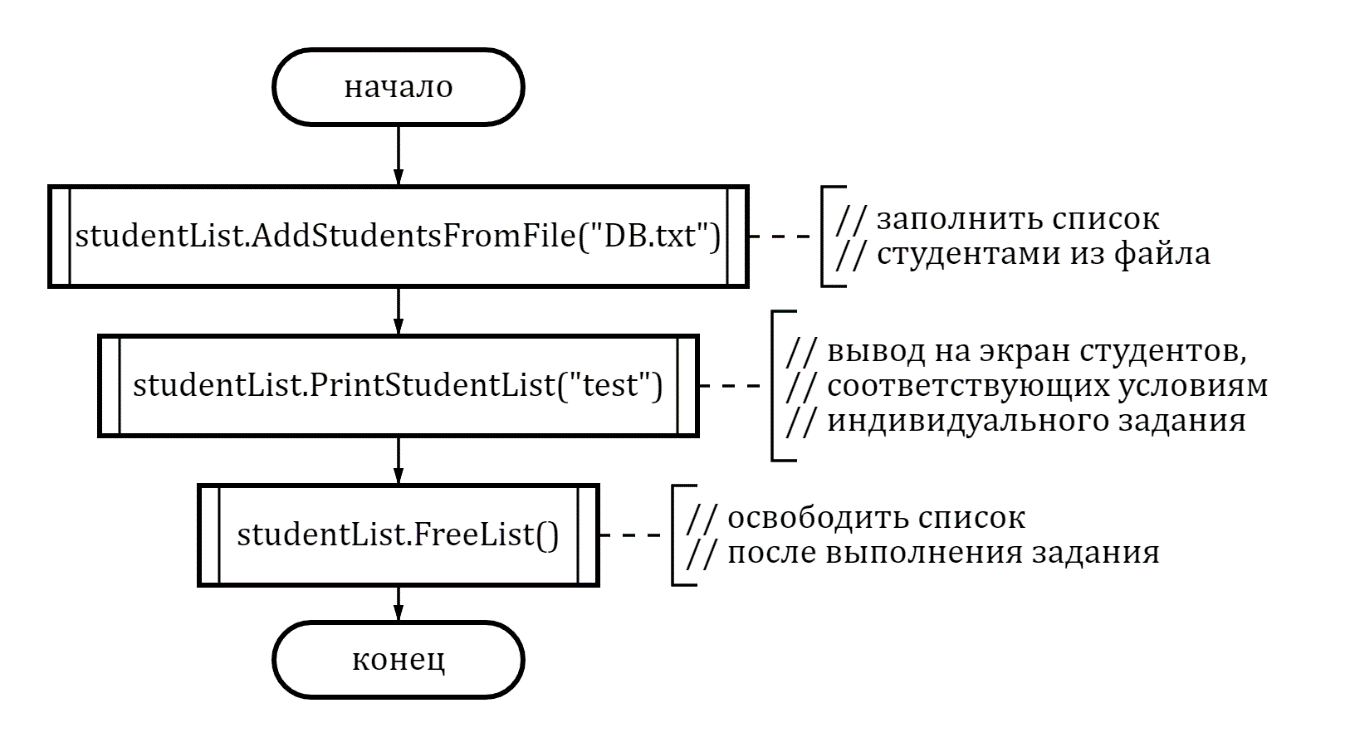 начало
studentList.AddStudentsFromFile("DB.txt")
// заполнить список
// студентами из файла
studentList.PrintStudentList("test")
// вывод на экран студентов,
// соответствующих условиям
// индивидуального задания
studentList.FreeList()
// освободить список
// после выполнения задания
конец